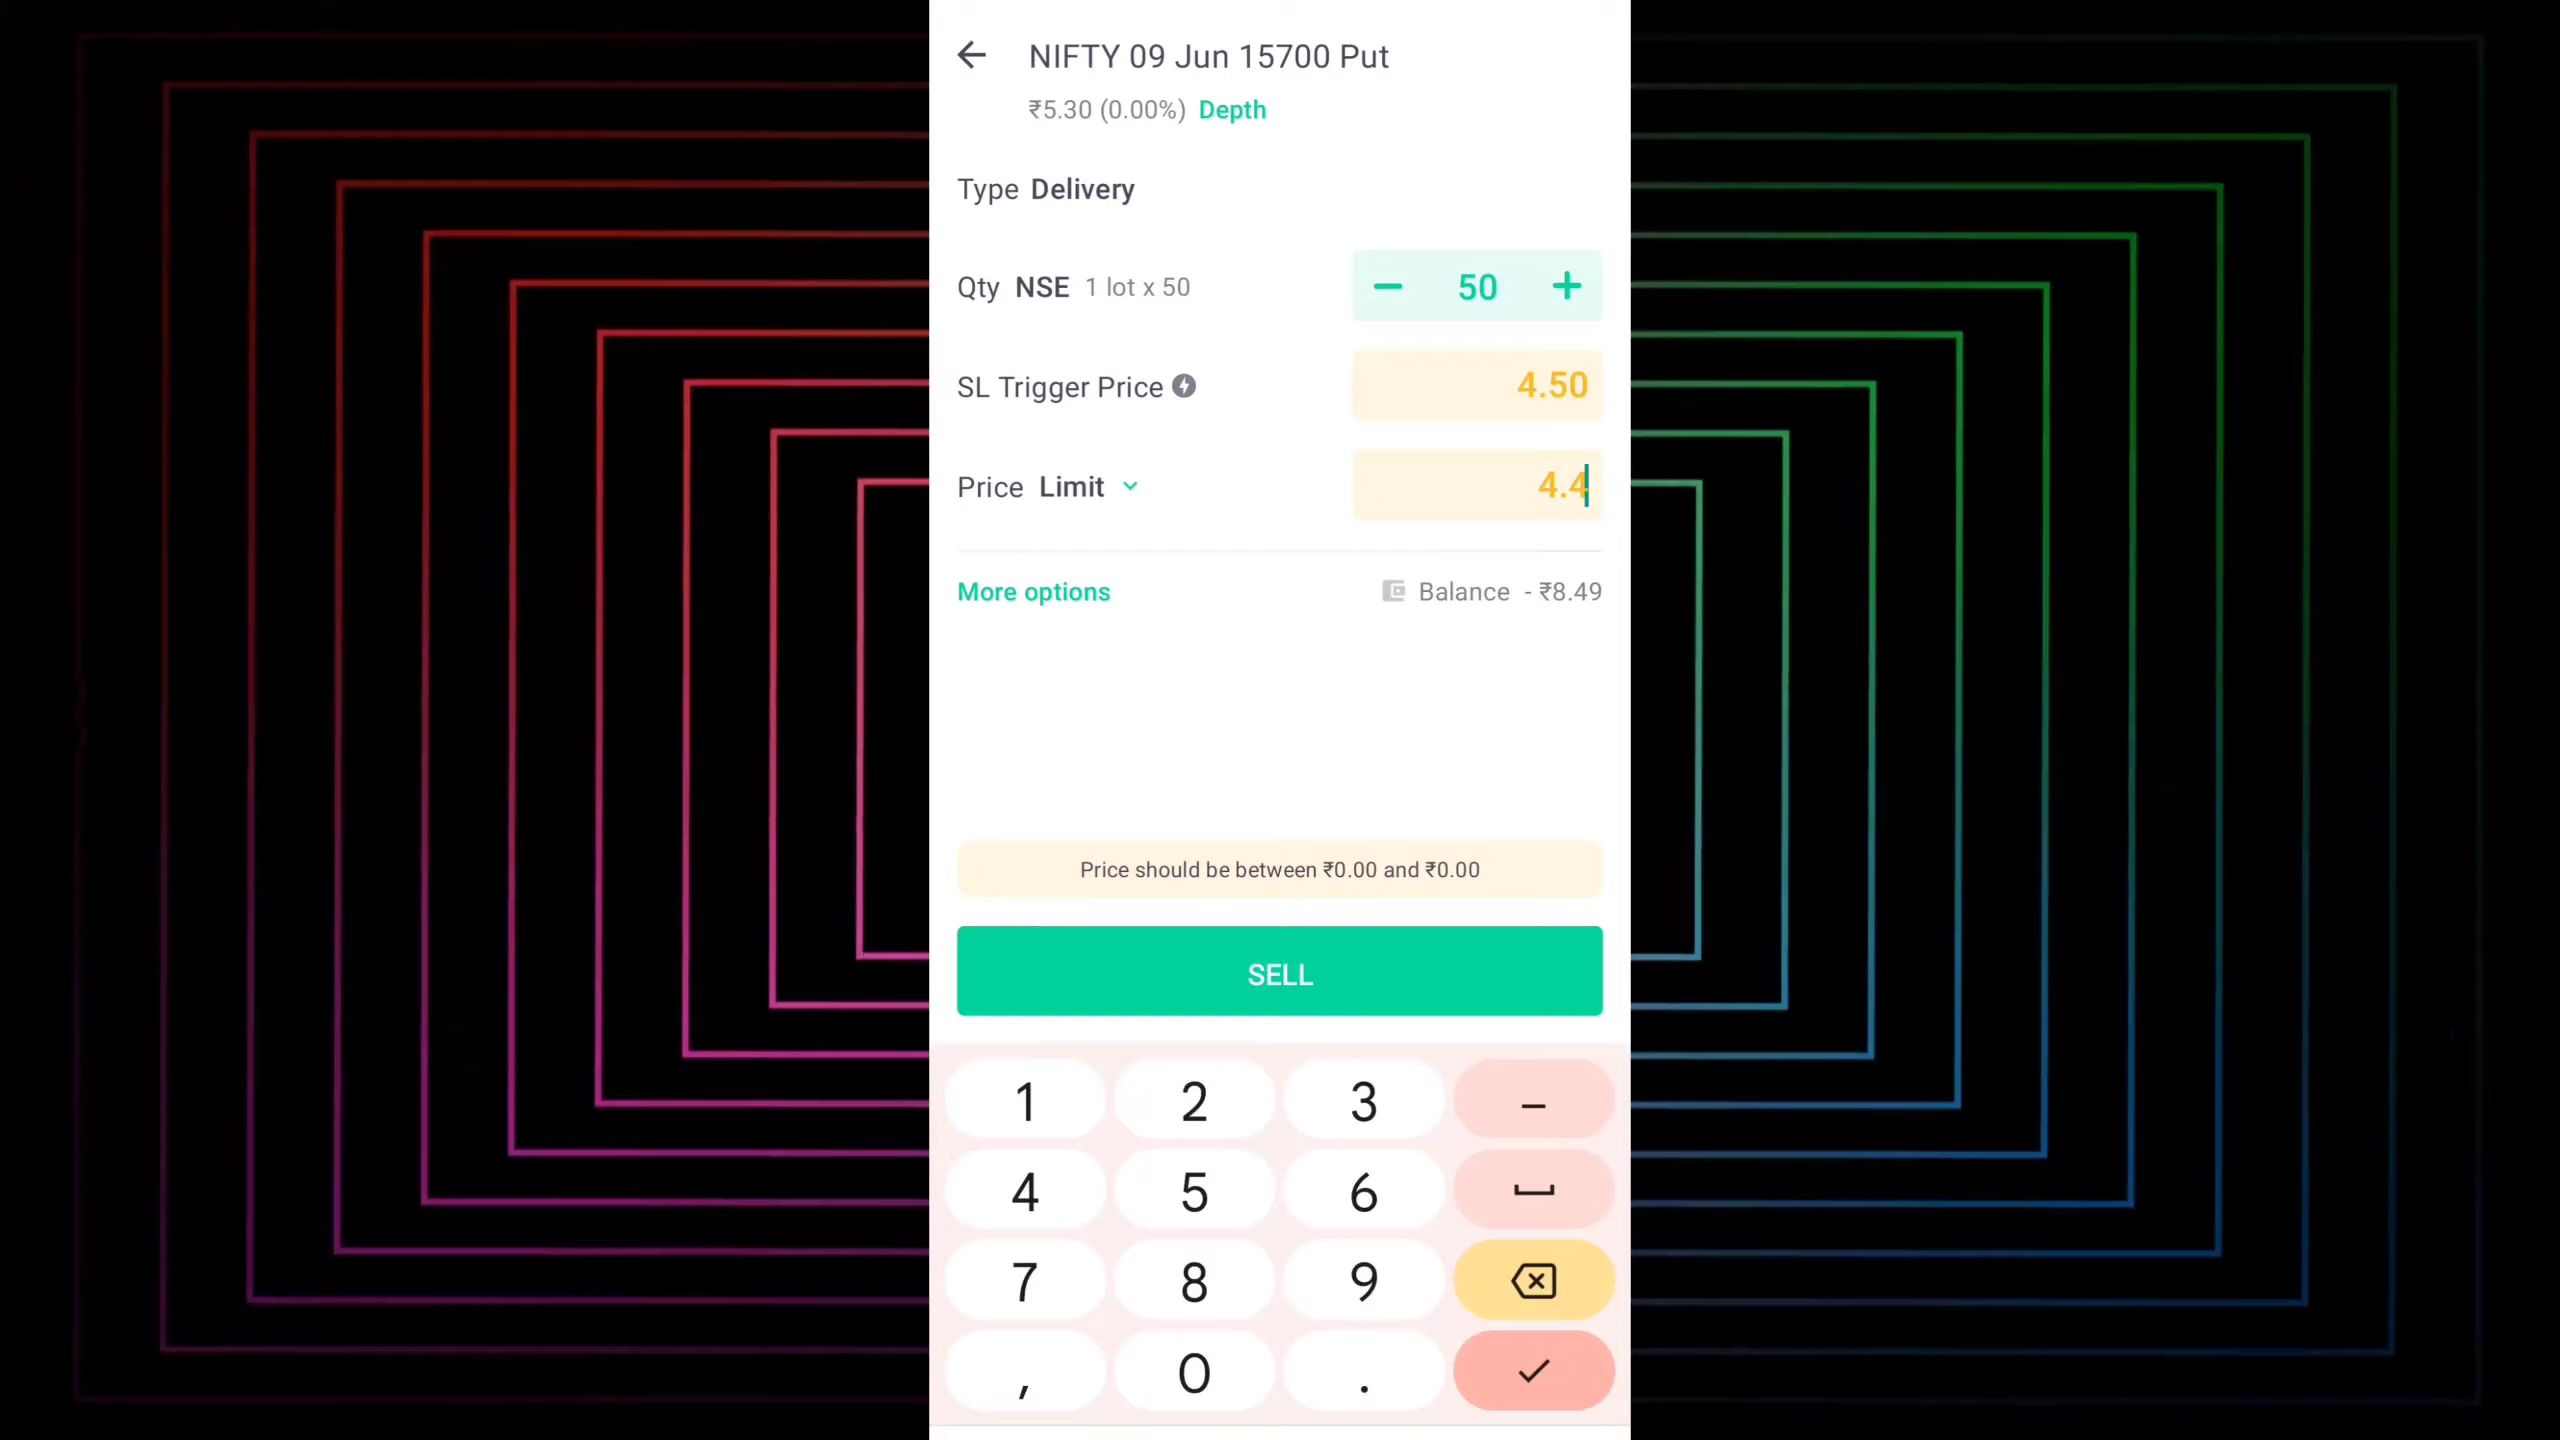 NIFTY 09 Jun 15700 Put
₹5.30 (0.00%) Depth
Type Delivery
Qty NSE 1 lot x 50
50
SL Trigger Price
4.50
Price Limit
4.4
More options
Balance - ₹8.49
Price should be between ₹0.00 and ₹0.00
SELL
1 2 3 –
4 5 6
7 8 9
, 0 .